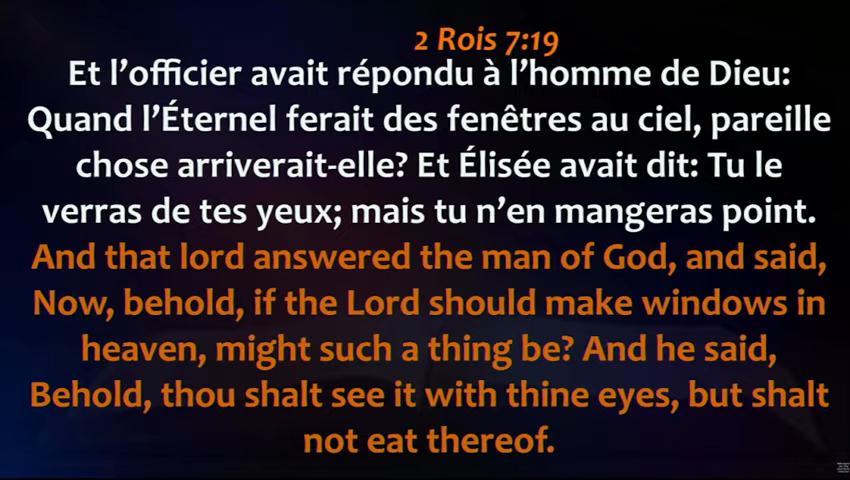 2 Rois 7:19
Et l’officier avait répondu à l’homme de Dieu:
Quand l’Éternel ferait des fenêtres au ciel, pareille
chose arriverait-elle? Et Élisée avait dit: Tu le
verras de tes yeux; mais tu n’en mangeras point.
And that lord answered the man of God, and said,
Now, behold, if the Lord should make windows in
heaven, might such a thing be? And he said,
Behold, thou shalt see it with thine eyes, but shalt
not eat thereof.